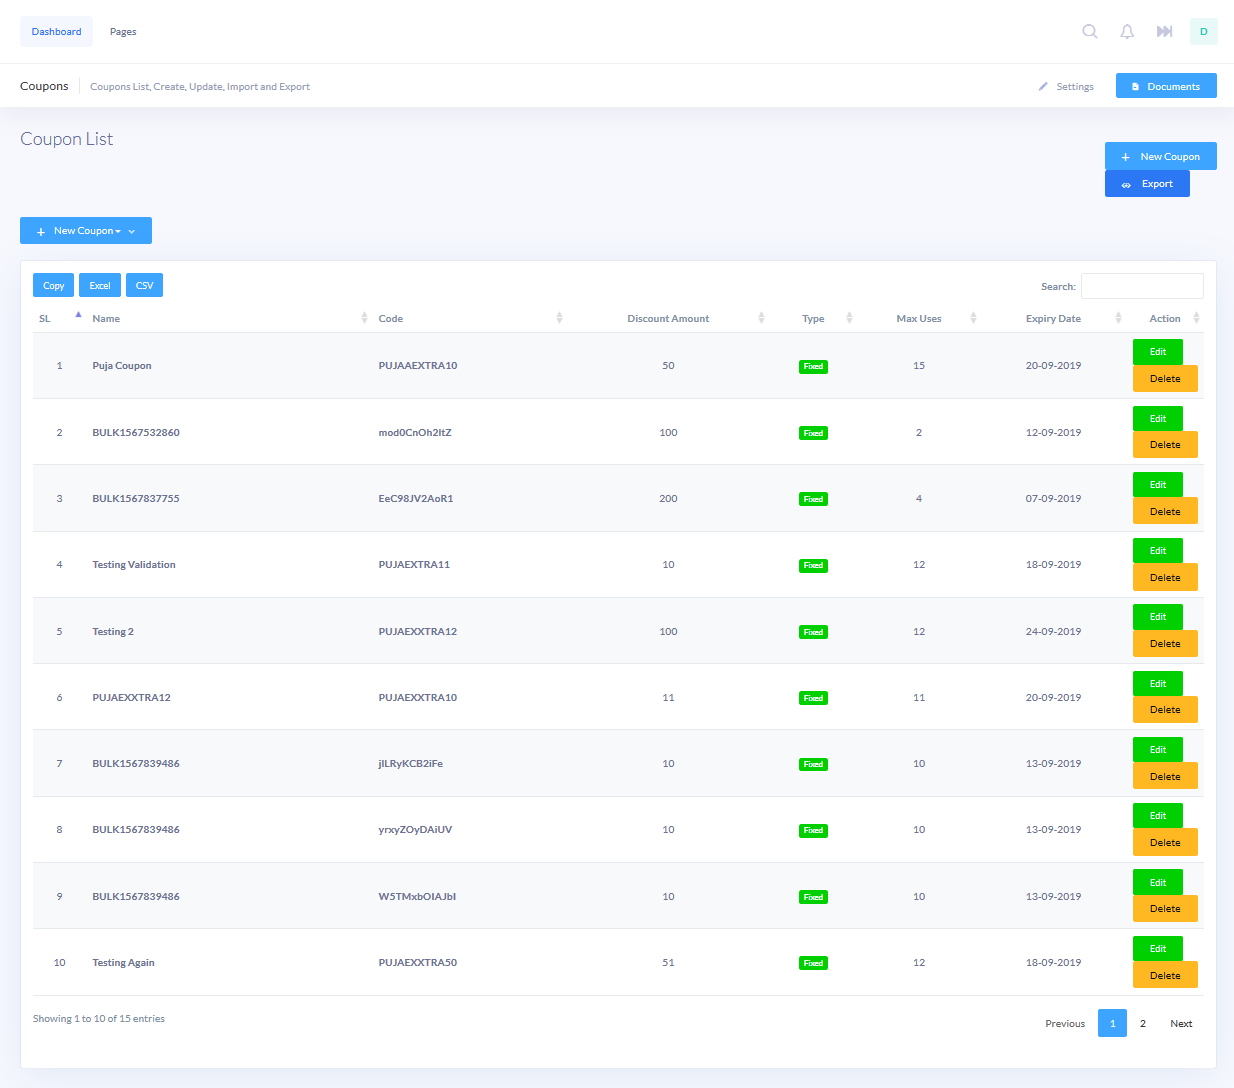 Dashboard Pages D
Coupons Coupons List, Create, Update, Import and Export Settings Documents
Coupon List
New Coupon
Export
New Coupon
Copy Excel CSV Search:
SL Name Code Discount Amount Type Max Uses Expiry Date Action
1 Puja Coupon PUJAAEXTRA10 50 Fixed 15 20-09-2019 Edit
Delete
2 BULK1567532860 mod0CnOh2ItZ 100 Fixed 2 12-09-2019 Edit
Delete
3 BULK1567837755 EeC98JV2AoR1 200 Fixed 4 07-09-2019 Edit
Delete
4 Testing Validation PUJAEXTRA11 10 Fixed 12 18-09-2019 Edit
Delete
5 Testing 2 PUJAEXXTRA12 100 Fixed 12 24-09-2019 Edit
Delete
6 PUJAEXXTRA12 PUJAEXXTRA10 11 Fixed 11 20-09-2019 Edit
Delete
7 BULK1567839486 jILRyKCB2iFe 10 Fixed 10 13-09-2019 Edit
Delete
8 BULK1567839486 yrxyZOyDAiUV 10 Fixed 10 13-09-2019 Edit
Delete
9 BULK1567839486 W5TMxbOIAJbI 10 Fixed 10 13-09-2019 Edit
Delete
10 Testing Again PUJAEXXTRA50 51 Fixed 12 18-09-2019 Edit
Delete
Showing 1 to 10 of 15 entries Previous 1 2 Next